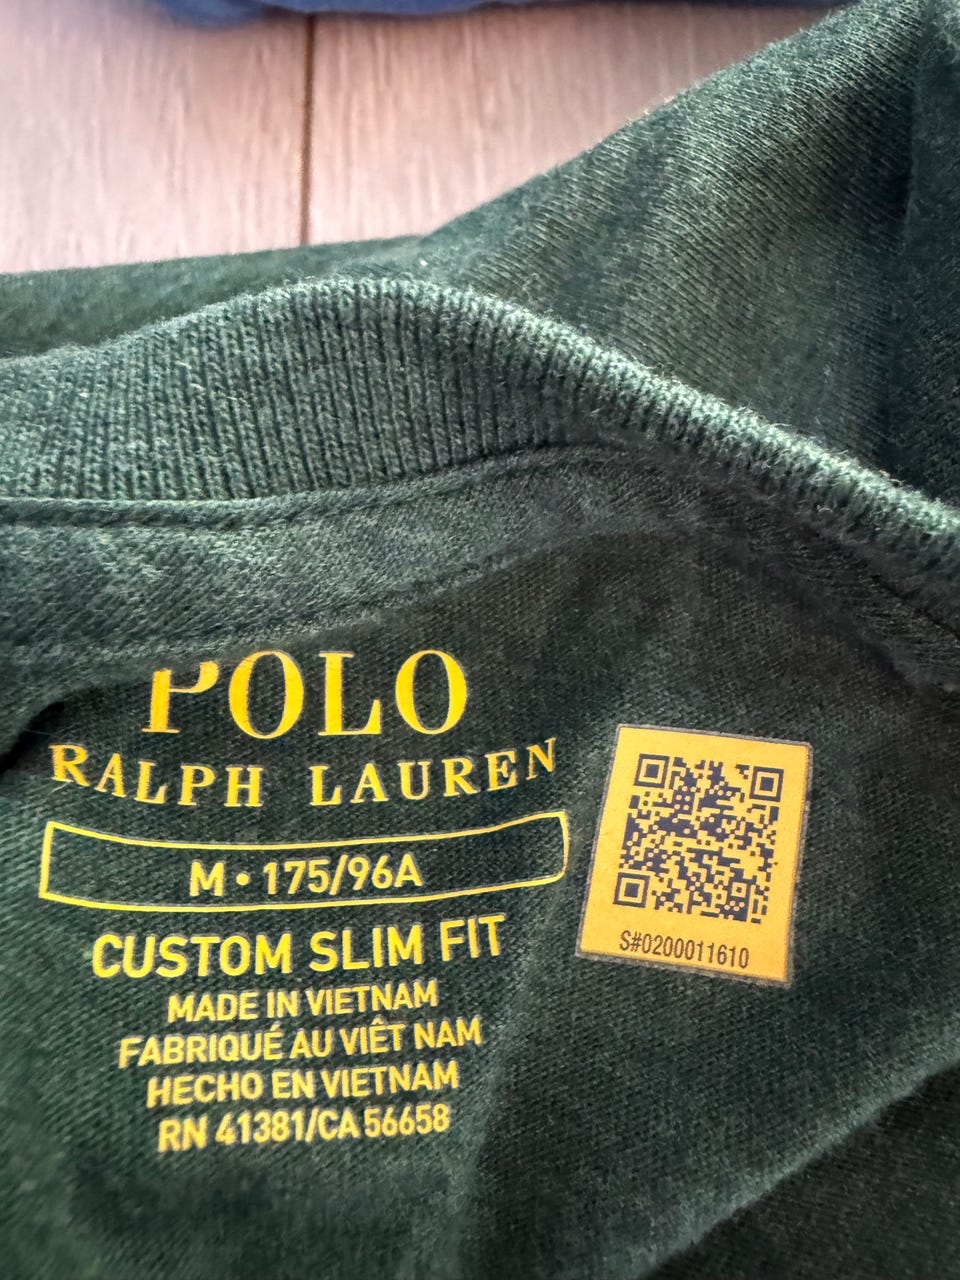 POLO
RALPH LAUREN
M • 175/96A
CUSTOM SLIM FIT
MADE IN VIETNAM
FABRIQUÉ AU VIÊT NAM
HECHO EN VIETNAM
RN 41381/CA 56658
S#0200011610